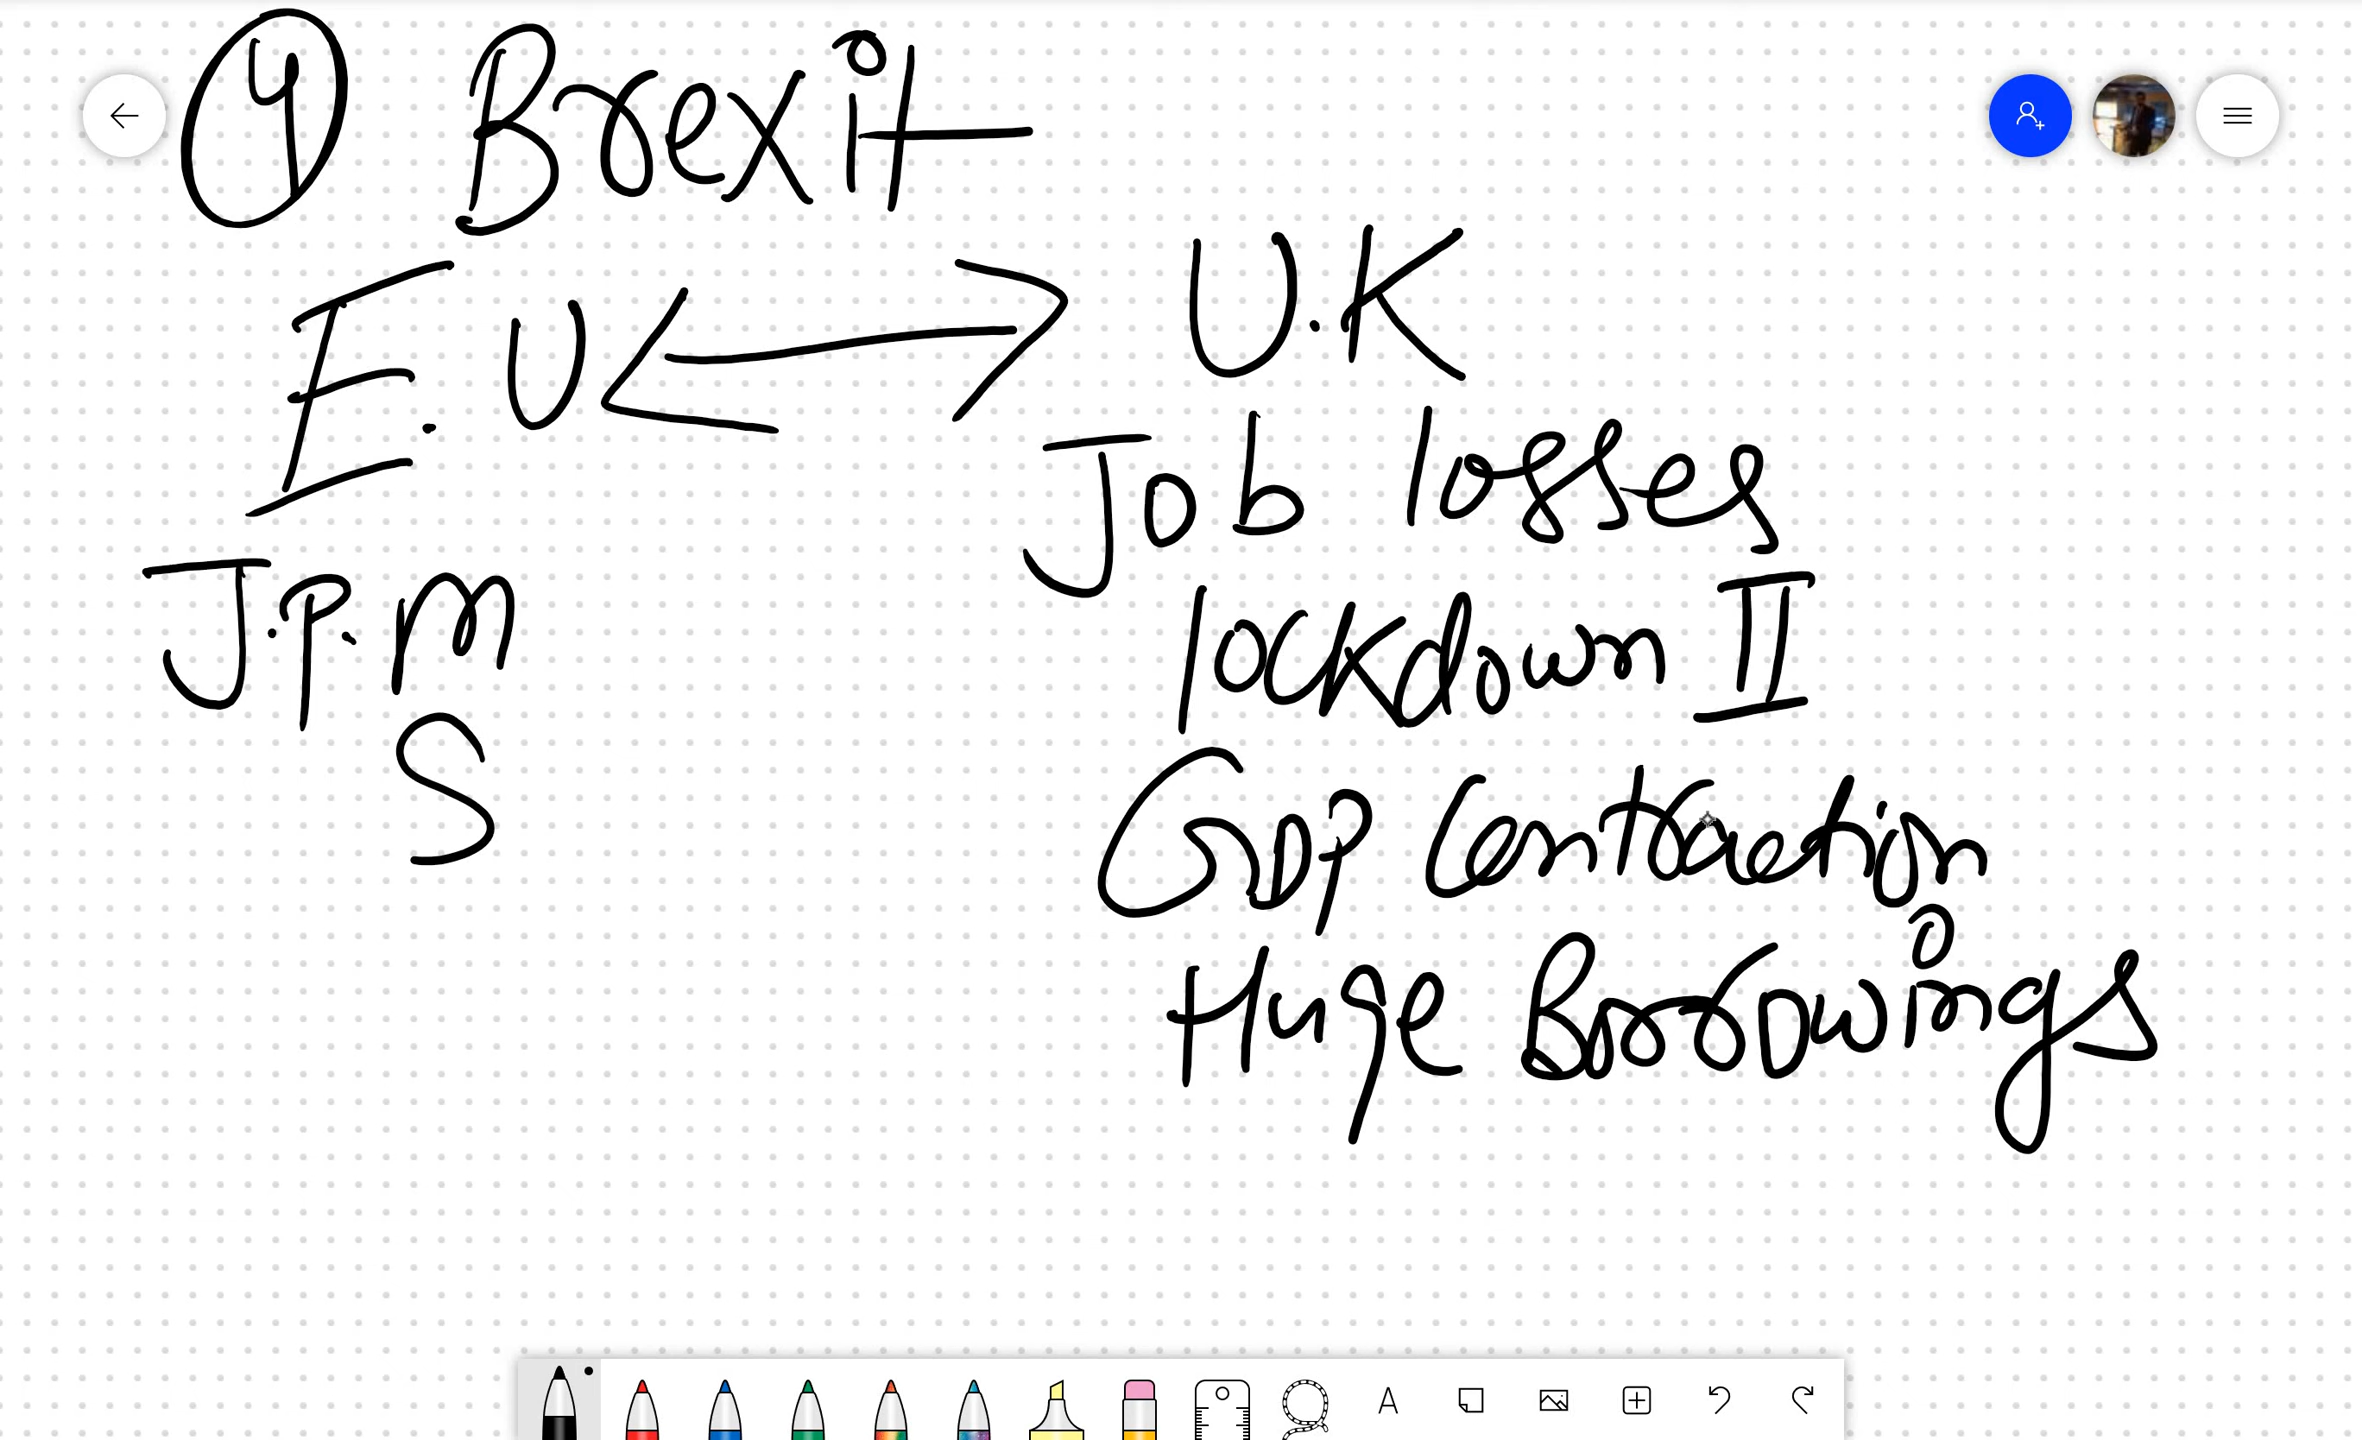 4 Brexit
E.U U.K
Job losses
J.P.M
lockdown II
S
GDP Contraction
Huge Borrowings
A